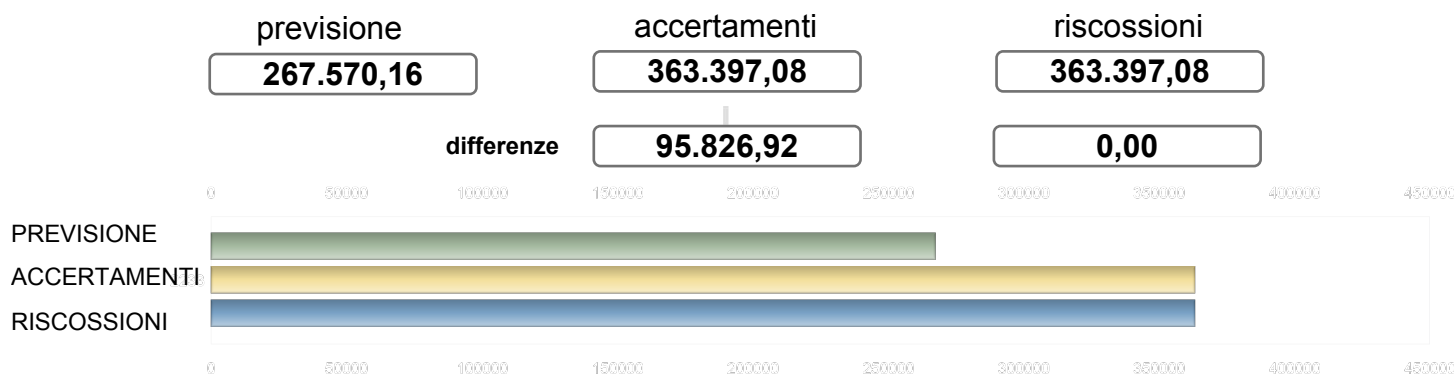 previsione accertamenti riscossioni
267.570,16 363.397,08 363.397,08
differenze 95.826,92 0,00
0 50000 100000 150000 200000 250000 300000 350000 400000 450000
PREVISIONE
ACCERTAMENTI
RISCOSSIONI
0 50000 100000 150000 200000 250000 300000 350000 400000 450000